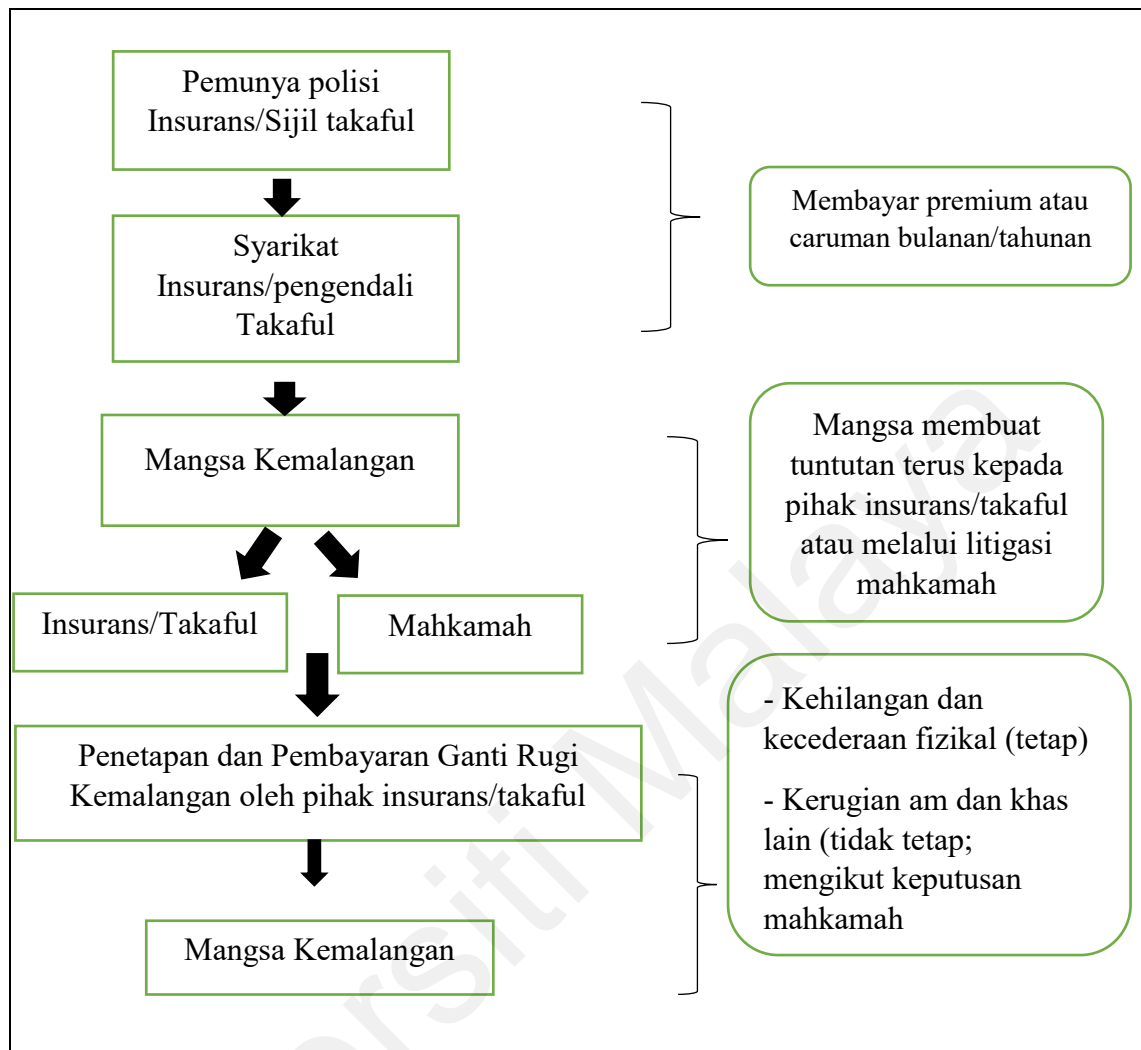 Pemunya polisi
Insurans/Sijil takaful
Syarikat
Insurans/pengendali
Takaful
Membayar premium atau
caruman bulanan/tahunan
Mangsa Kemalangan
Mangsa membuat
tuntutan terus kepada
pihak insurans/takaful
atau melalui litigasi
mahkamah
Insurans/Takaful
Mahkamah
Penetapan dan Pembayaran Ganti Rugi
Kemalangan oleh pihak insurans/takaful
- Kehilangan dan
kecederaan fizikal (tetap)
- Kerugian am dan khas
lain (tidak tetap;
mengikut keputusan
mahkamah
Mangsa Kemalangan
ersiti Malaya